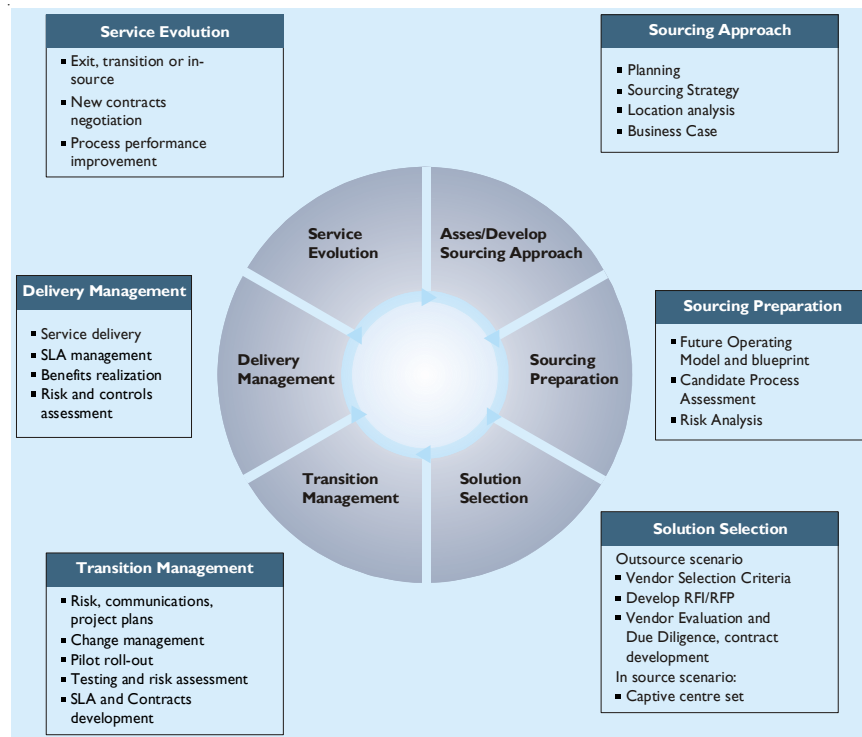 Service Evolution
Exit, transition or in-
source
New contracts
negotiation
Process performance
improvement
Sourcing Approach
Planning
Sourcing Strategy
Location analysis
Business Case
Service
Evolution
Asses/Develop
Sourcing Approach
Delivery Management
Service delivery
SLA management
Benefits realization
Risk and controls
assessment
Delivery
Management
Sourcing
Preparation
Sourcing Preparation
Future Operating
Model and blueprint
Candidate Process
Assessment
Risk Analysis
Transition
Management
Solution
Selection
Transition Management
Risk, communications,
project plans
Change management
Pilot roll-out
Testing and risk assessment
SLA and Contracts
development
Solution Selection
Outsource scenario
Vendor Selection Criteria
Develop RFI/RFP
Vendor Evaluation and
Due Diligence, contract
development
In source scenario:
Captive centre set